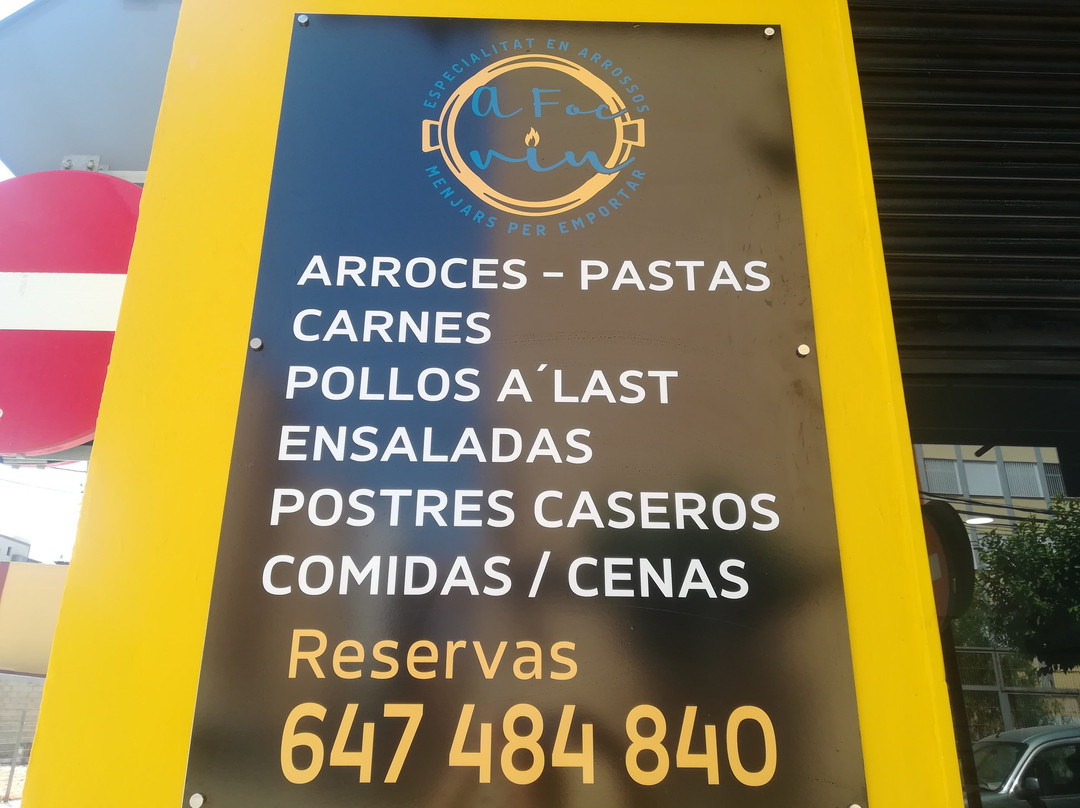 ESPECIALITAT EN ARROSSOS
a Foc
viu
MENJARS PER EMPORTAR
ARROCES - PASTAS
CARNES
POLLOS A´LAST
ENSALADAS
POSTRES CASEROS
COMIDAS / CENAS
Reservas
647 484 840